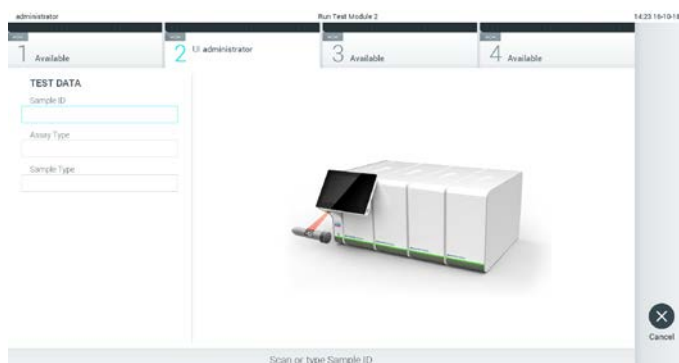 administrator Run Test Module 2 14:23 16-10-18
1 Available
2 UI administrator
3 Available
4 Available
TEST DATA
Sample ID
Assay Type
Sample Type
Cancel
Scan or type Sample ID